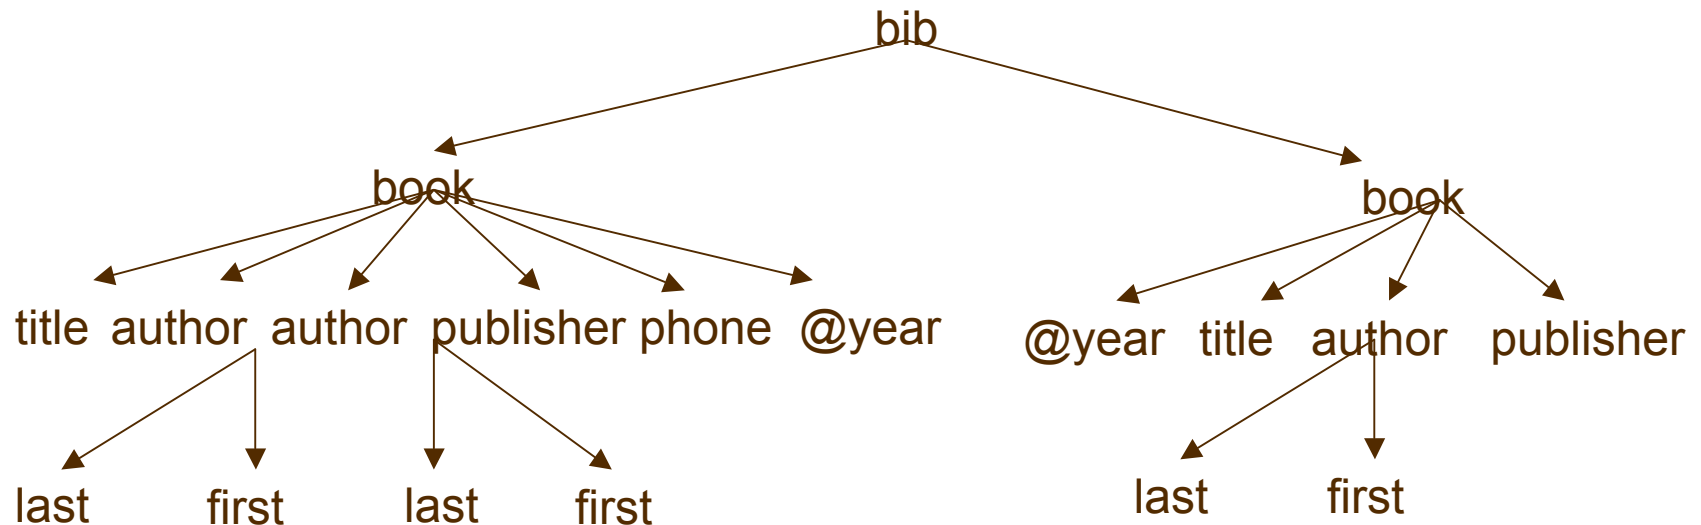 bib
book book
title author author publisher phone @year @year title author publisher
last first last first last first